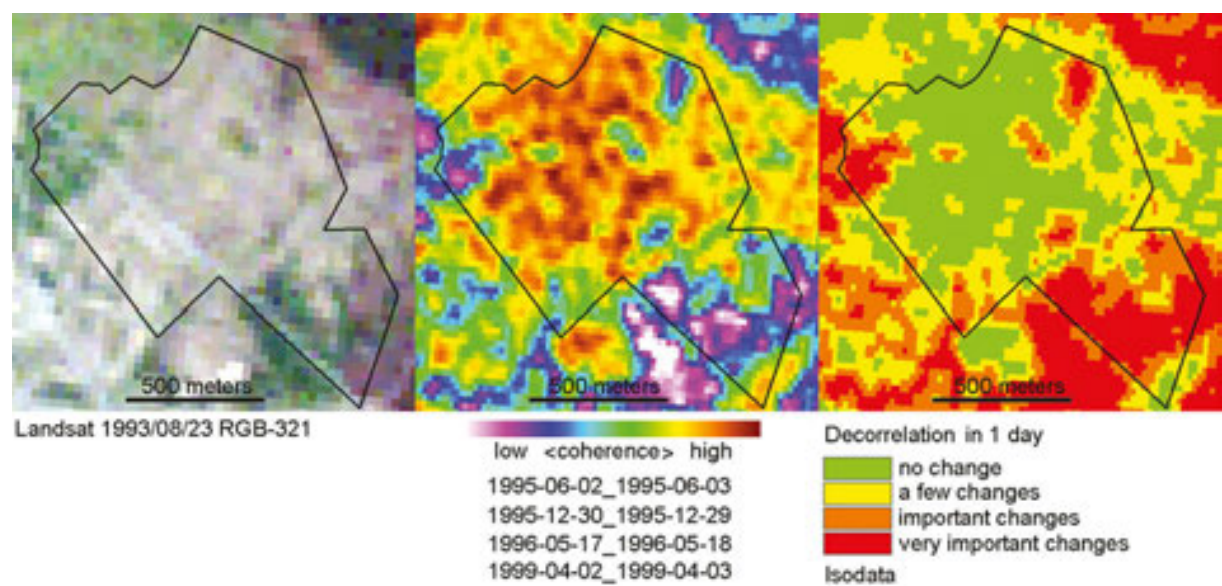 500 meters
500 meters
500 meters
Landsat 1993/08/23 RGB-321
low <coherence> high
1995-06-02_1995-06-03
1995-12-30_1995-12-29
1996-05-17_1996-05-18
1999-04-02_1999-04-03
Decorrelation in 1 day
no change
a few changes
important changes
very important changes
Isodata